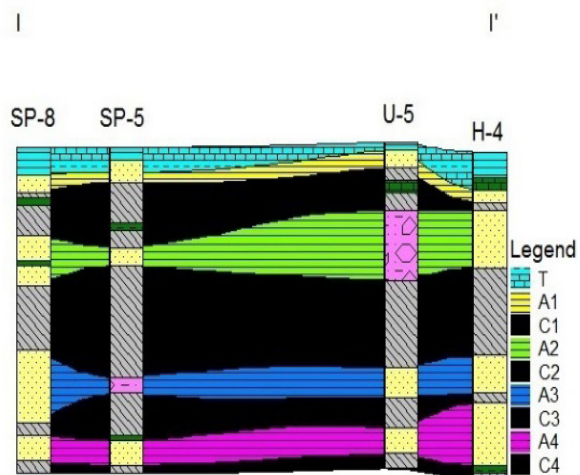 I I'
SP-8 SP-5 U-5 H-4
Legend
T
A1
C1
A2
C2
A3
C3
A4
C4